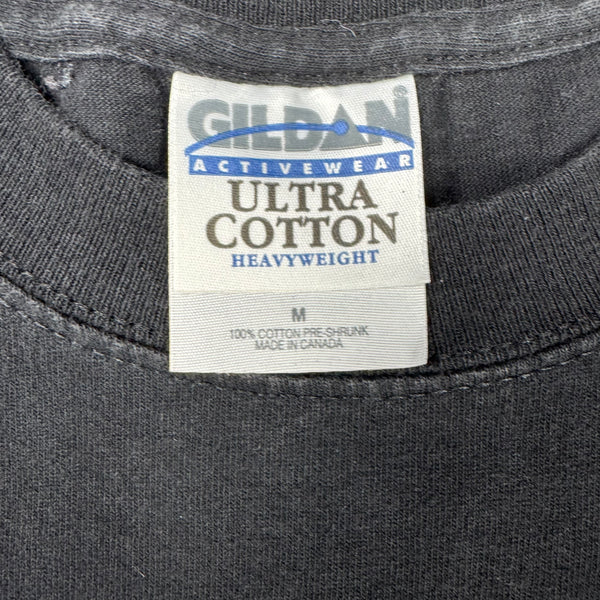 GILDAN®
ACTIVEWEAR
ULTRA
COTTON
HEAVYWEIGHT
M
100% COTTON PRE-SHRUNK
MADE IN CANADA